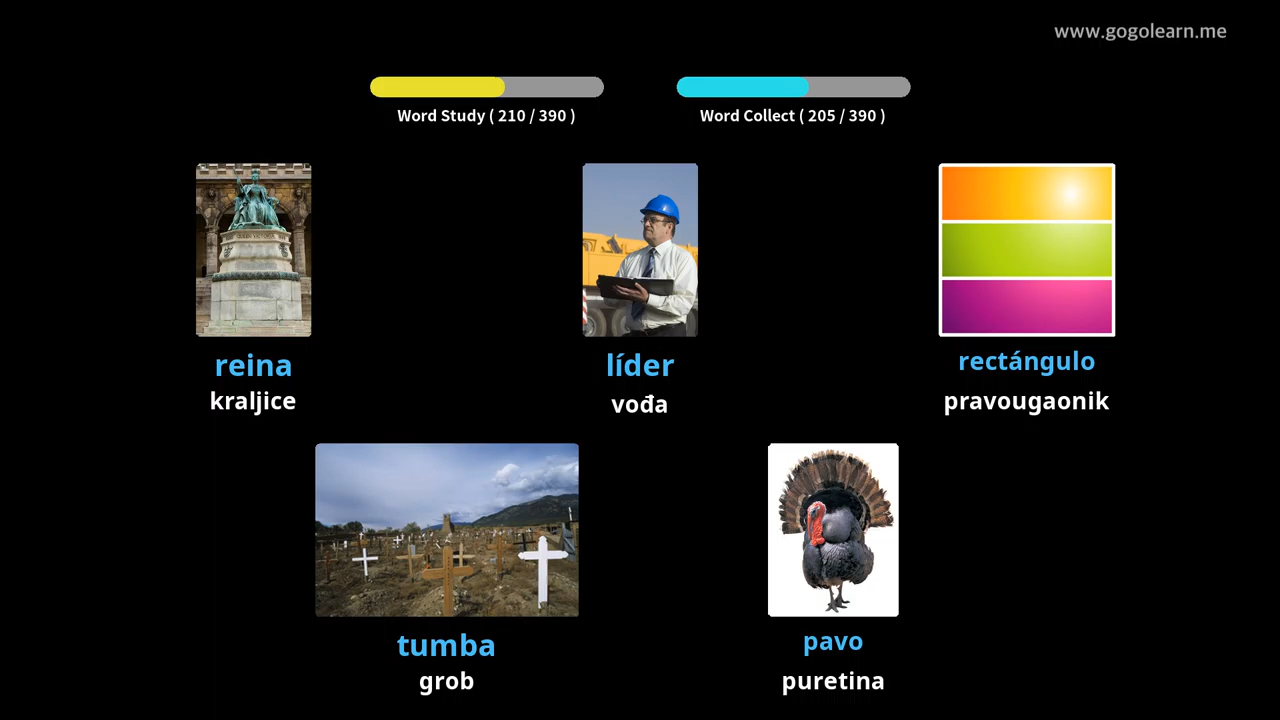 www.gogolearn.me
Word Study ( 210 / 390 )
Word Collect ( 205 / 390 )
reina
kraljice
líder
vođa
rectángulo
pravougaonik
tumba
grob
pavo
puretina